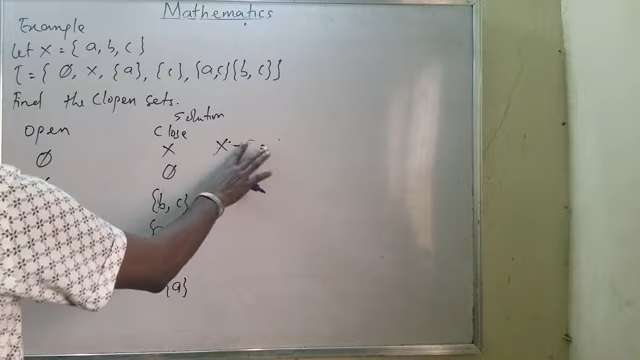 Mathematics
Example
let X = { a, b, c }
τ = { Ø, X, {a}, {c}, {a,c} {b, c} }
Find the Clopen sets.
Solution
Open Close
Ø X X
Ø
{b, c}
{a}